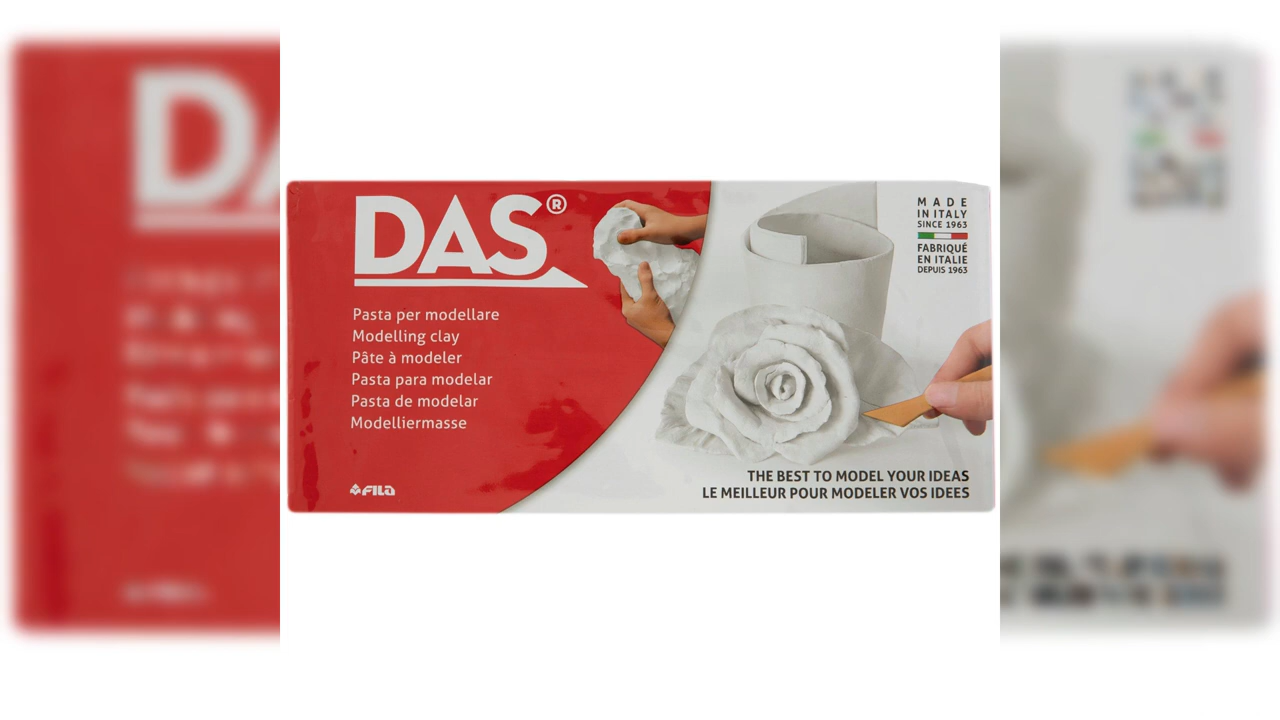 DAS®
Pasta per modellare
Modelling clay
Pâte à modeler
Pasta para modelar
Pasta de modelar
Modelliermasse
FILA
MADE
IN ITALY
SINCE 1963
FABRIQUÉ
EN ITALIE
DEPUIS 1963
THE BEST TO MODEL YOUR IDEAS
LE MEILLEUR POUR MODELER VOS IDEES